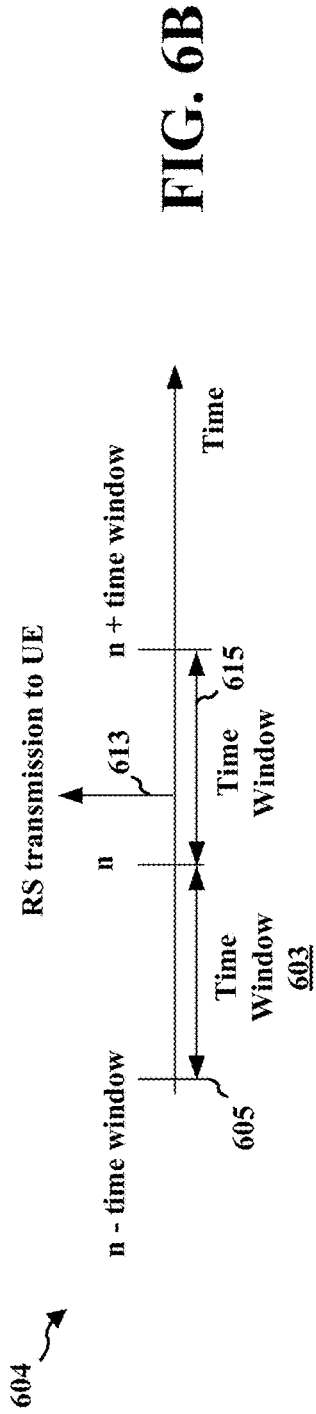 604
RS transmission to UE
n - time window
n
613
n + time window
605
Time
Window
603
Time
Window
615
Time
FIG. 6B